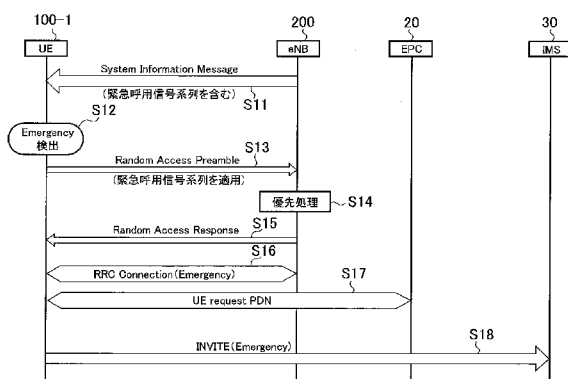 100-1
200
20
30
UE
eNB
EPC
IMS
System Information Message
(緊急呼用信号系列を含む)
S11
S12
Emergency
検出
S13
Random Access Preamble
(緊急呼用信号系列を適用)
優先処理
S14
S15
Random Access Response
S16
RRC Connection(Emergency)
S17
UE request PDN
INVITE(Emergency)
S18